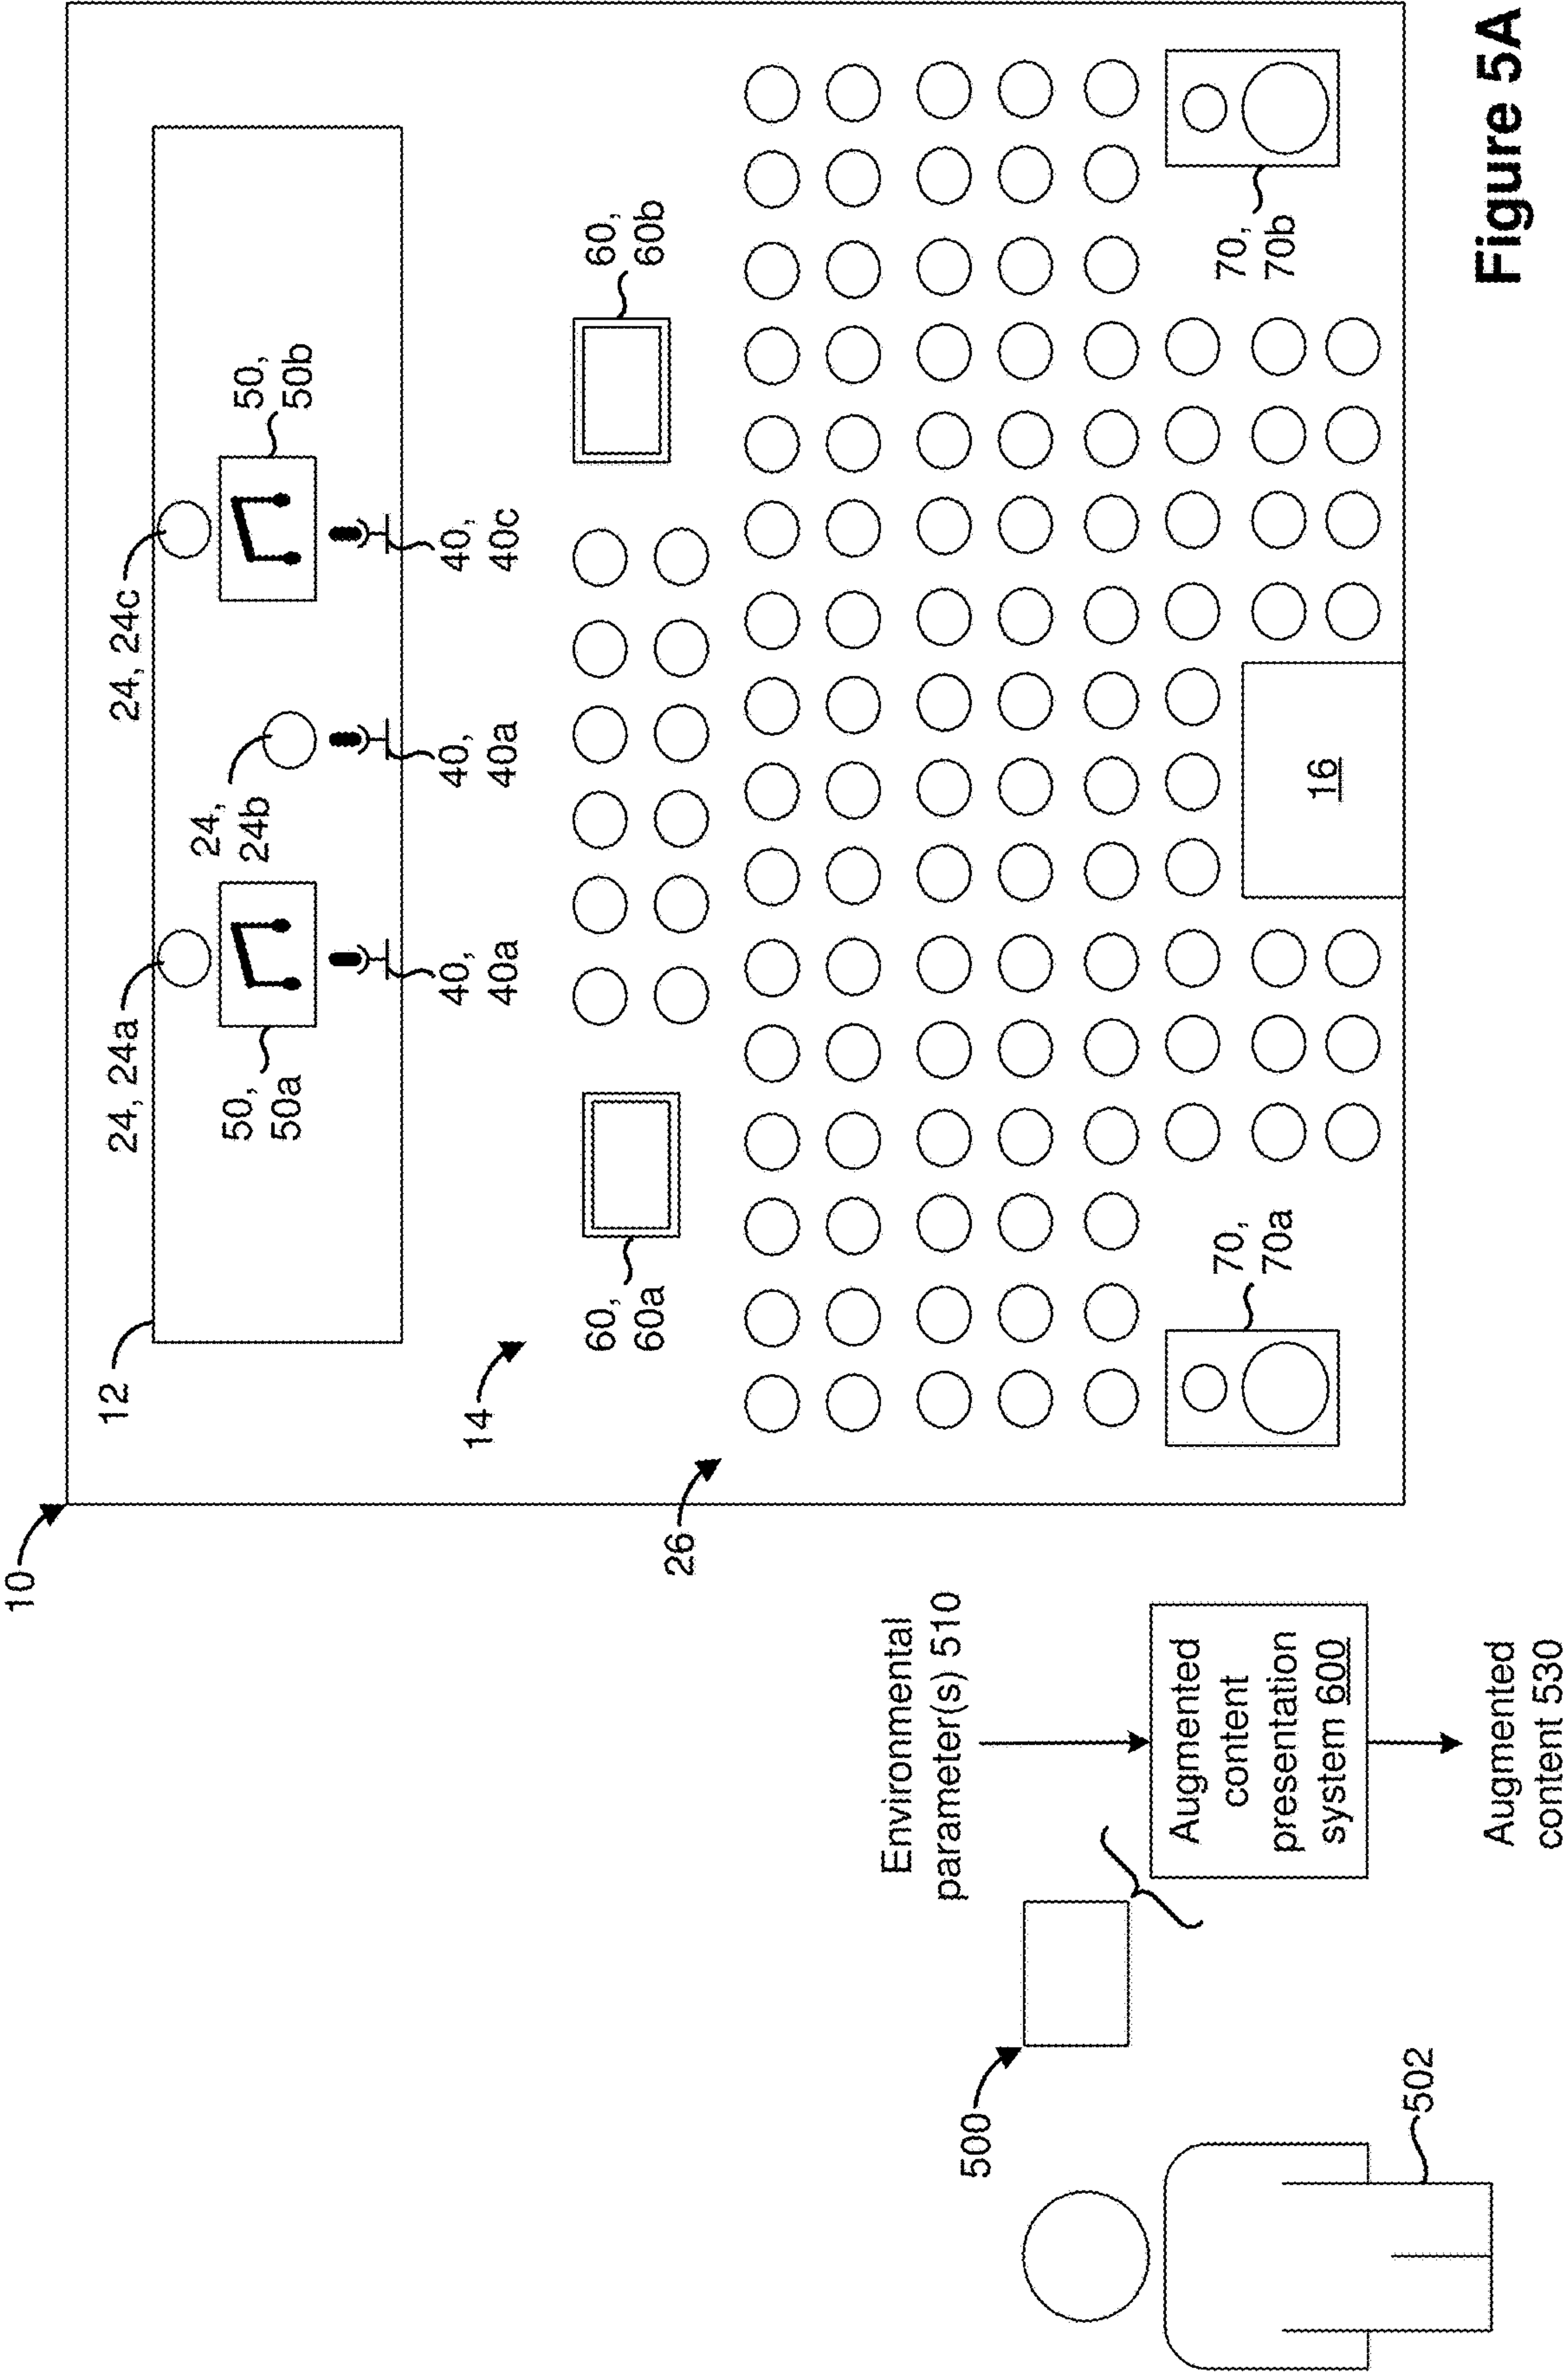 10
12
24, 24a
24,
24b
24, 24c
50,
50a
50,
50b
40,
40a
40,
40a
40,
40c
14
60,
60a
60,
60b
26
70,
70a
16
70,
70b
Environmental
parameter(s) 510
500
Augmented
content
presentation
system 600
502
Augmented
content 530
Figure 5A